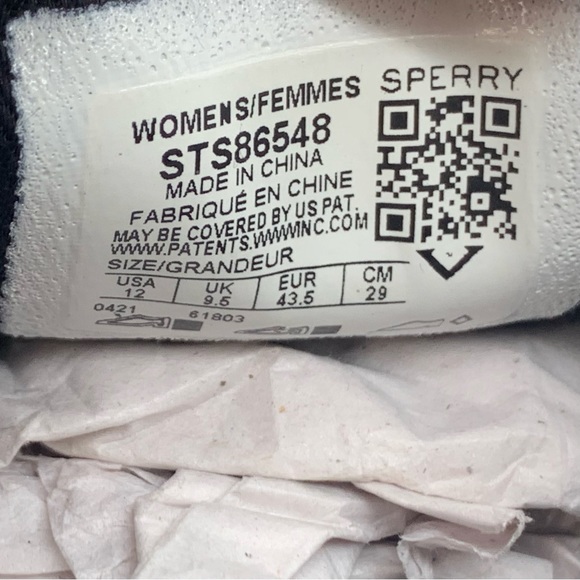 WOMENS/FEMMES
SPERRY
STS86548
MADE IN CHINA
FABRIQUÉ EN CHINE
MAY BE COVERED BY US PAT.
WWW.PATENTS.WWWINC.COM
SIZE/GRANDEUR
USA UK EUR CM
12 9.5 43.5 29
0421 61803